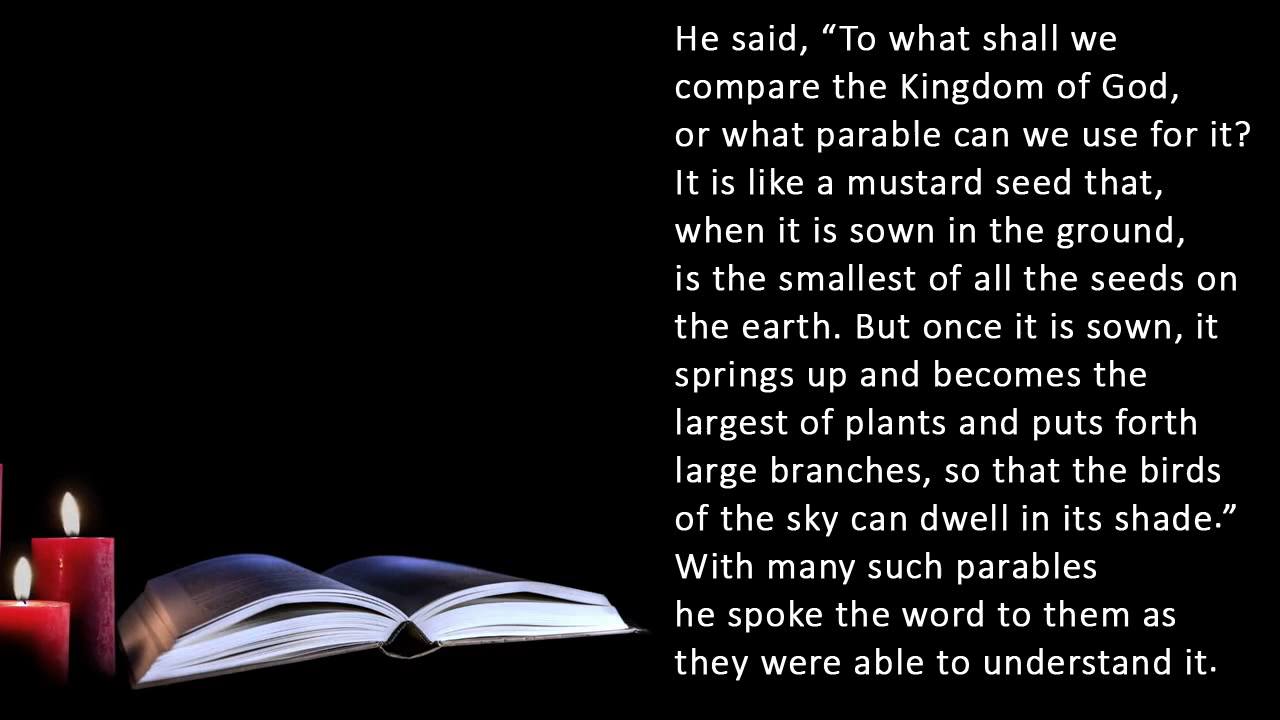 He said, “To what shall we
compare the Kingdom of God,
or what parable can we use for it?
It is like a mustard seed that,
when it is sown in the ground,
is the smallest of all the seeds on
the earth. But once it is sown, it
springs up and becomes the
largest of plants and puts forth
large branches, so that the birds
of the sky can dwell in its shade.”
With many such parables
he spoke the word to them as
they were able to understand it.